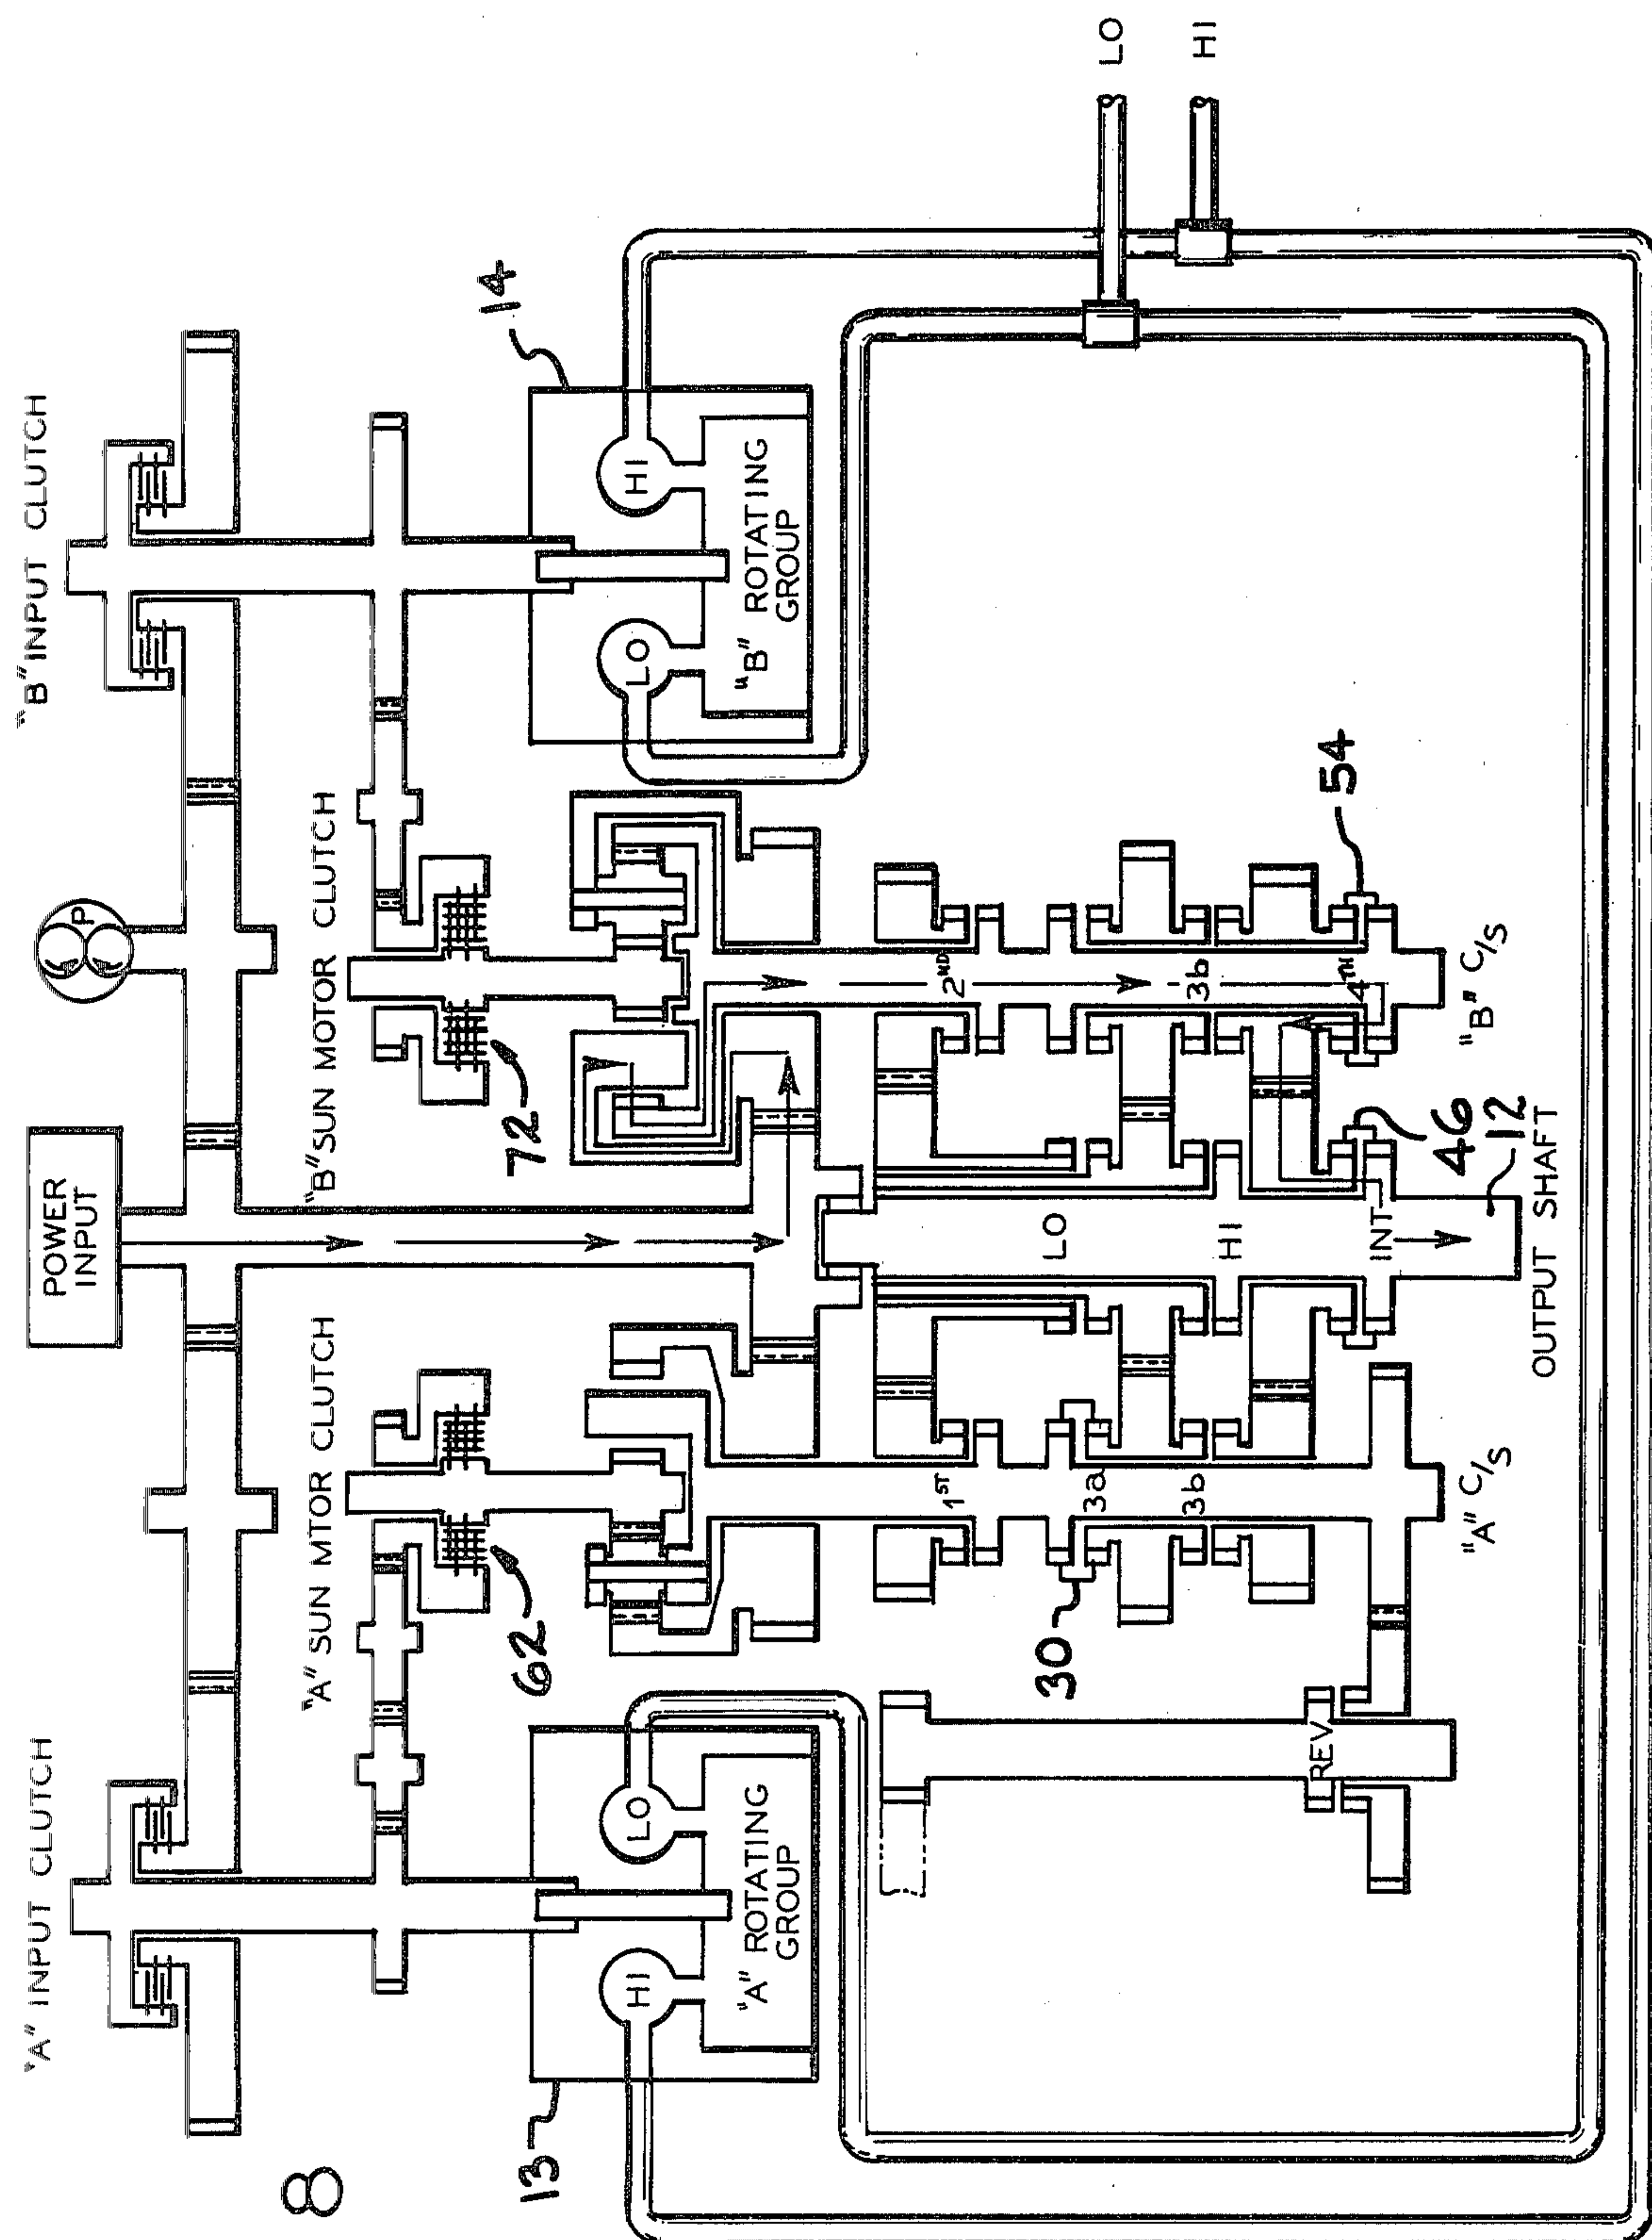 "A" INPUT CLUTCH
"B" INPUT CLUTCH
POWER
INPUT
P
"A" SUN MTOR CLUTCH
"B" SUN MOTOR CLUTCH
8
62
72
13
14
HI
LO
"A" ROTATING
GROUP
LO
HI
"B" ROTATING
GROUP
LO
HI
1ST
2ND
30
3a
3b
3b
4TH
54
LO
HI
INT
46
12
REV
"A" C/S
"B" C/S
OUTPUT SHAFT